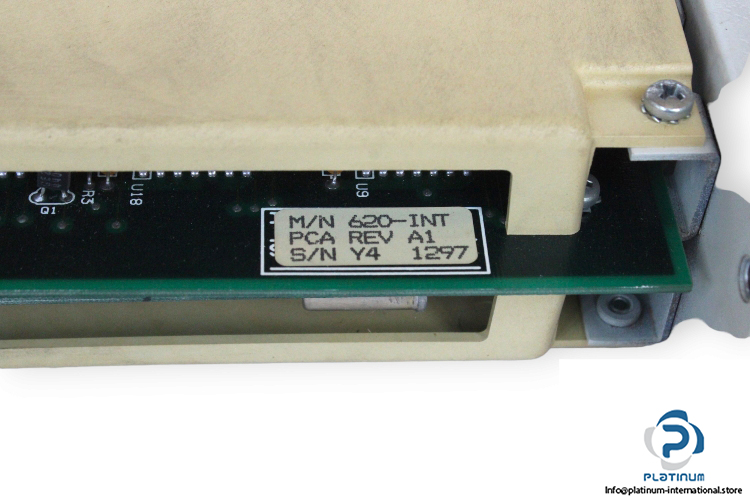 Q1
R3
U18
U9
M/N 620-INT
PCA REV A1
S/N Y4 1297
PLATINUM
Info@platinum-international.store